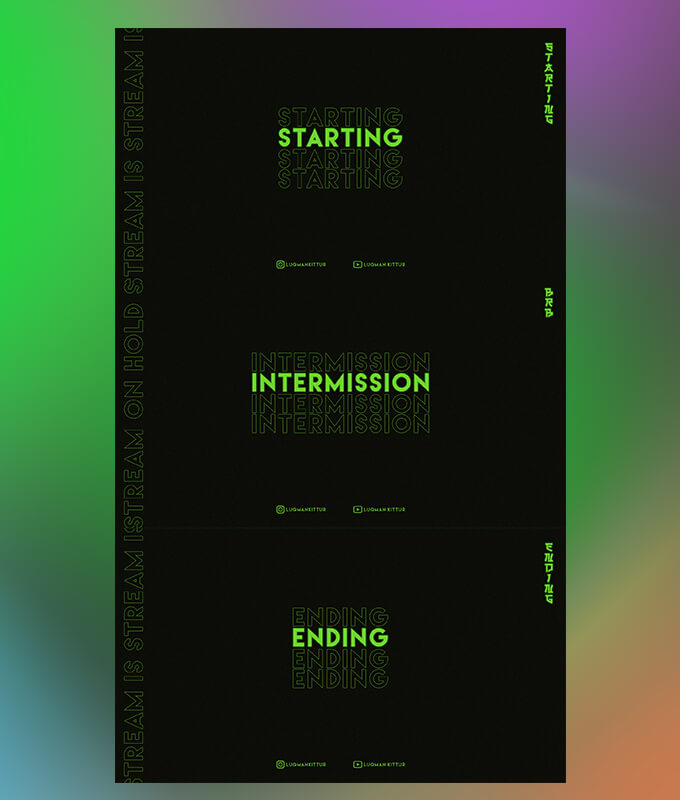 STREAM IS STREAM ISSTREAM ON HOLD STREAM IS STREAM IS
STARTING
STARTING
STARTING
STARTING
STARTING
LUQMANKITTUR
LUQMAN KITTUR
BRB
INTERMISSION
INTERMISSION
INTERMISSION
INTERMISSION
LUQMANKITTUR
LUQMAN KITTUR
ENDING
ENDING
ENDING
ENDING
ENDING
LUQMANKITTUR
LUQMAN KITTUR